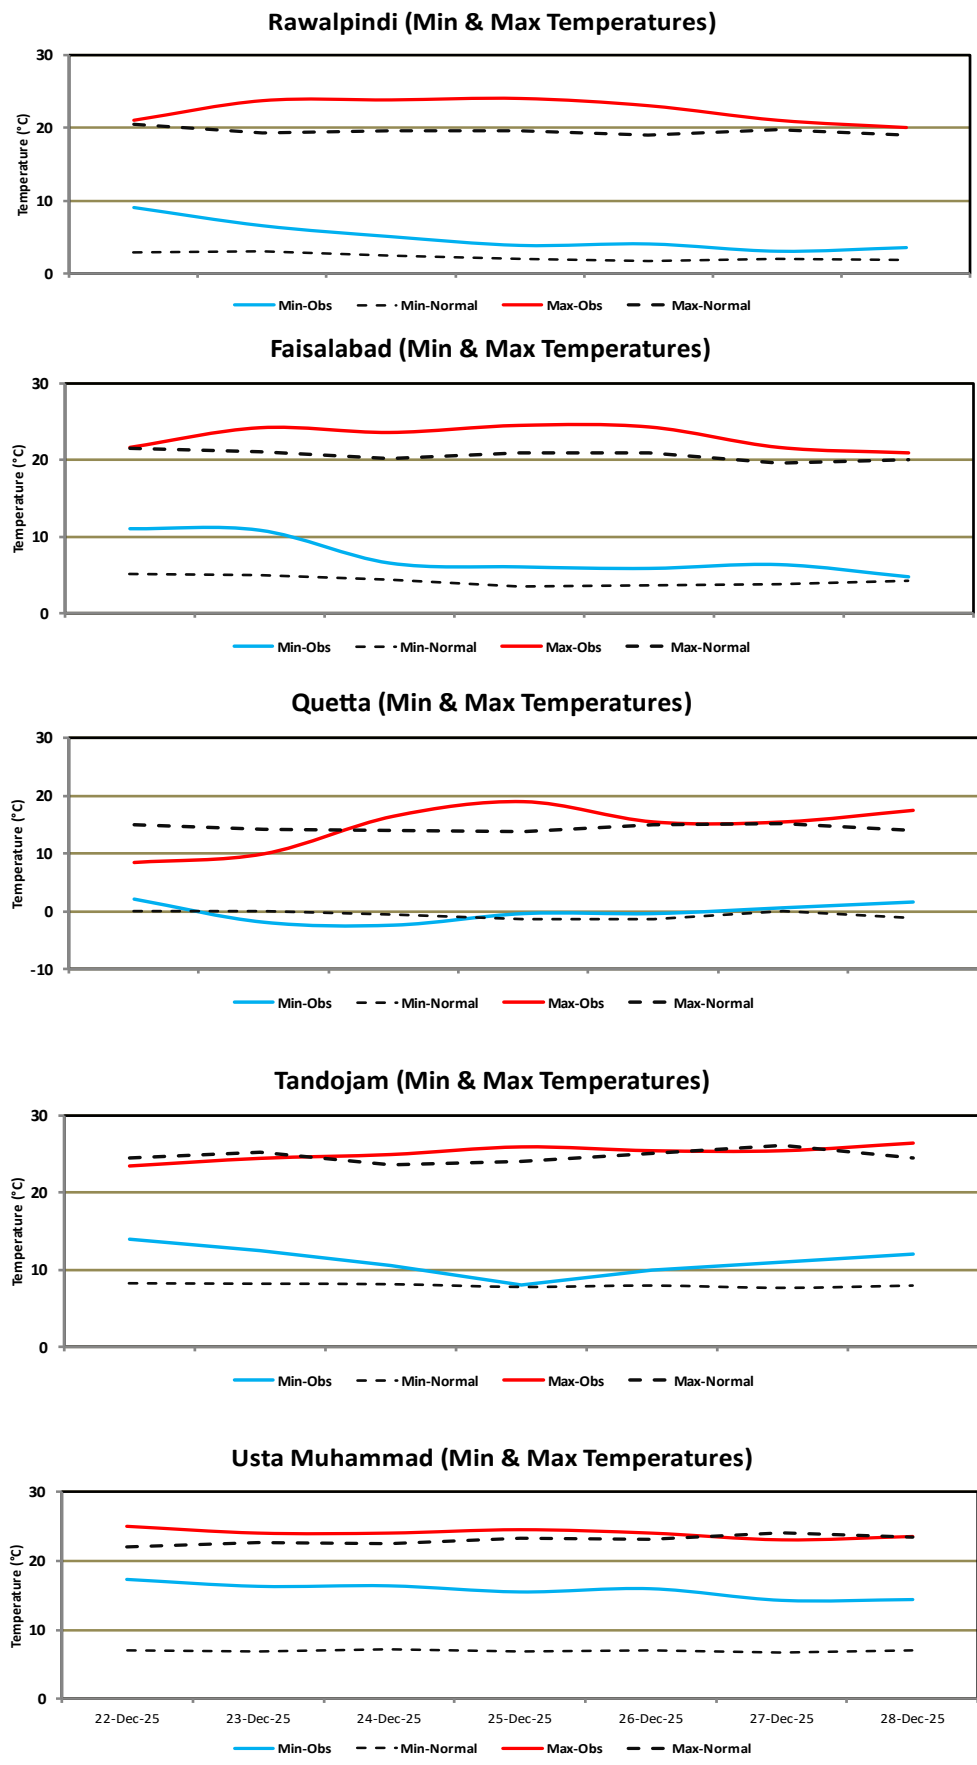 Rawalpindi (Min & Max Temperatures)
30
20
10
0
Temperature (°C)
Min-Obs Min-Normal Max-Obs Max-Normal
Faisalabad (Min & Max Temperatures)
30
20
10
0
Temperature (°C)
Min-Obs Min-Normal Max-Obs Max-Normal
Quetta (Min & Max Temperatures)
30
20
10
0
-10
Temperature (°C)
Min-Obs Min-Normal Max-Obs Max-Normal
Tandojam (Min & Max Temperatures)
30
20
10
0
Temperature (°C)
Min-Obs Min-Normal Max-Obs Max-Normal
Usta Muhammad (Min & Max Temperatures)
30
20
10
0
Temperature (°C)
22-Dec-25 23-Dec-25 24-Dec-25 25-Dec-25 26-Dec-25 27-Dec-25 28-Dec-25
Min-Obs Min-Normal Max-Obs Max-Normal